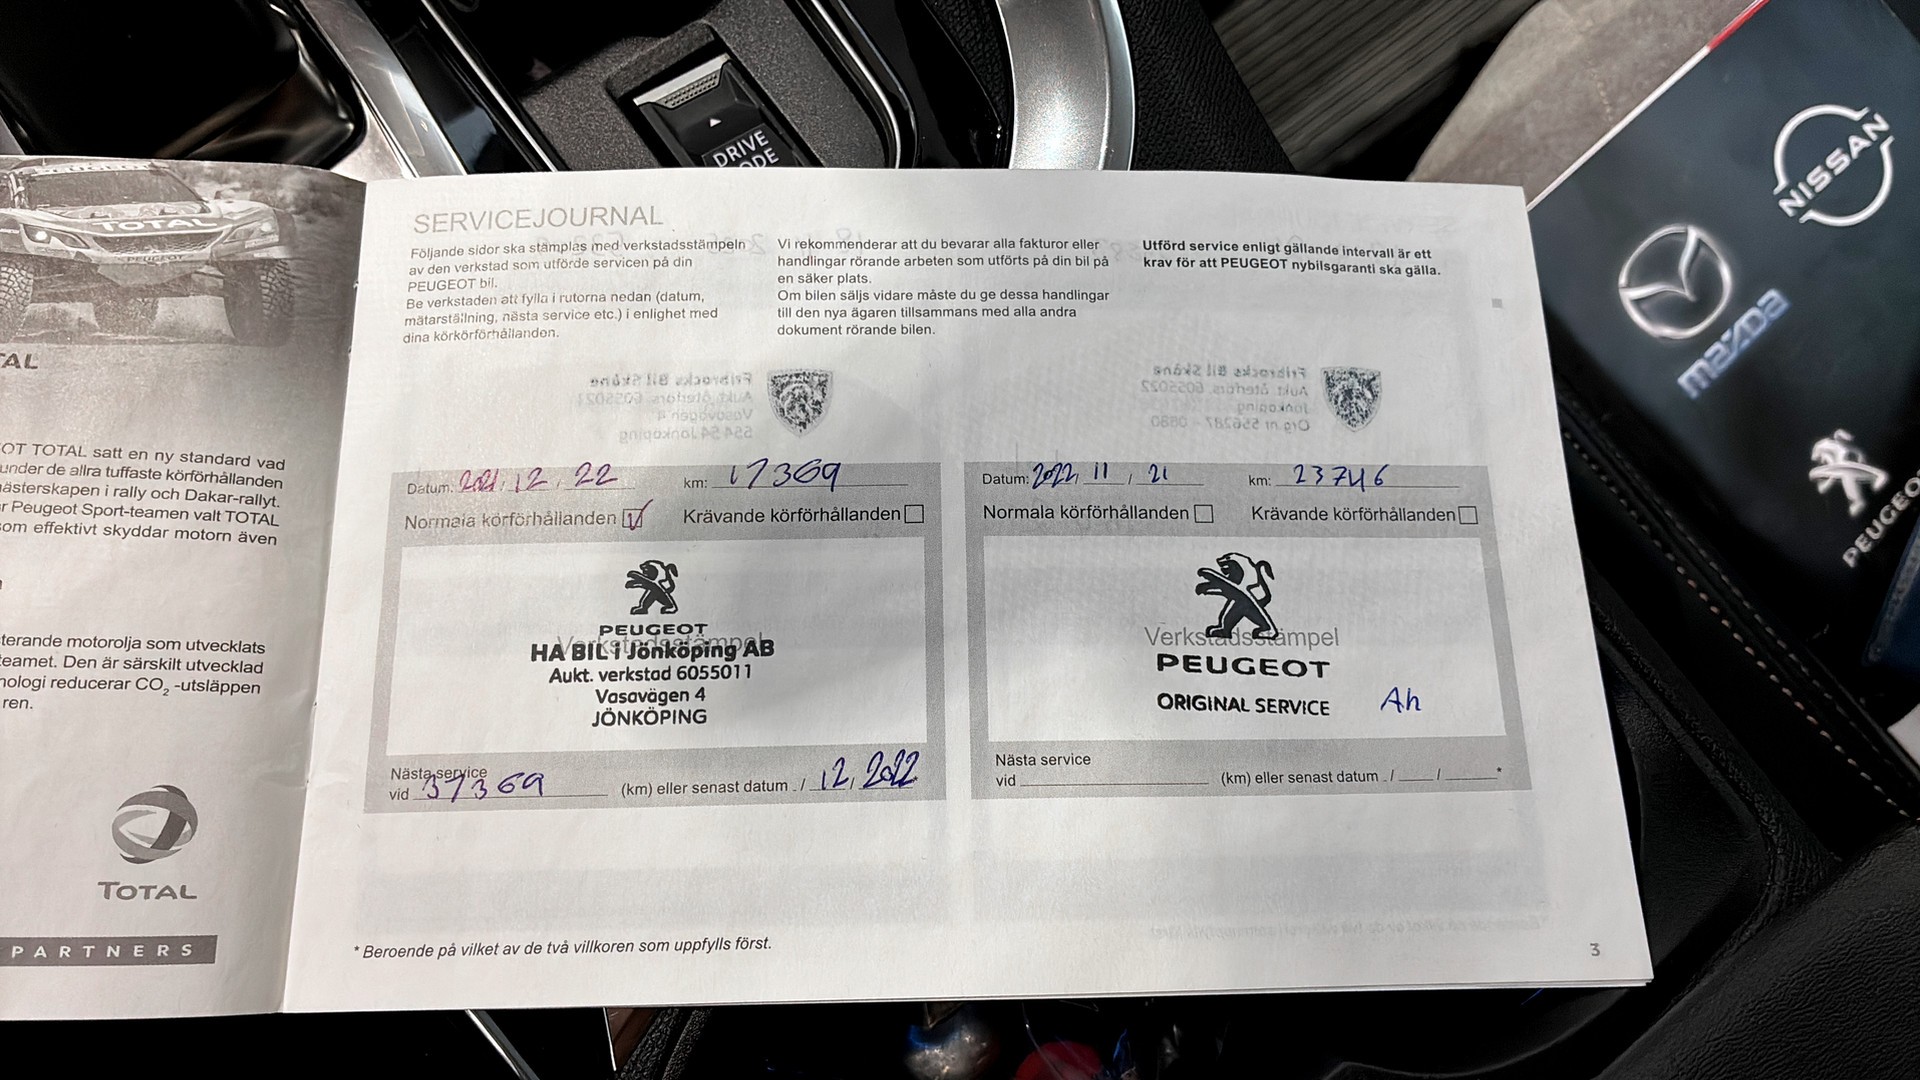 DRIVE
NISSAN
mazda
PEUGEOT
TOTAL
PEUGEOT
TAL
OT TOTAL satt en ny standard vad
under de allra tuffaste körförhållanden
ästerskapen i rally och Dakar-rallyt.
r Peugeot Sport-teamen valt TOTAL
om effektivt skyddar motorn även
terande motorolja som utvecklats
teamet. Den är särskilt utvecklad
nologi reducerar CO₂ -utsläppen
ren.
TOTAL
PARTNERS
SERVICEJOURNAL
Följande sidor ska stämplas med verkstadsstämpeln
av den verkstad som utförde servicen på din
PEUGEOT bil.
Be verkstaden att fylla i rutorna nedan (datum,
mätarställning, nästa service etc.) i enlighet med
dina körkörförhållanden.
Vi rekommenderar att du bevarar alla fakturor eller
handlingar rörande arbeten som utförts på din bil på
en säker plats.
Om bilen säljs vidare måste du ge dessa handlingar
till den nya ägaren tillsammans med alla andra
dokument rörande bilen.
Utförd service enligt gällande intervall är ett
krav för att PEUGEOT nybilsgaranti ska gälla.
Datum: 2021, 12, 22 km: 17369
Normala körförhållanden Krävande körförhållanden
Verkstadsstämpel
PEUGEOT
HA BIL i Jönköping AB
Aukt. verkstad 6055011
Vasavägen 4
JÖNKÖPING
Nästa service
vid 37369 (km) eller senast datum / 12, 2022
Datum: 2022, 11 / 21 km: 23746
Normala körförhållanden Krävande körförhållanden
Verkstadsstämpel
PEUGEOT
ORIGINAL SERVICE Ah
Nästa service
vid (km) eller senast datum / / *
* Beroende på vilket av de två villkoren som uppfylls först.
3